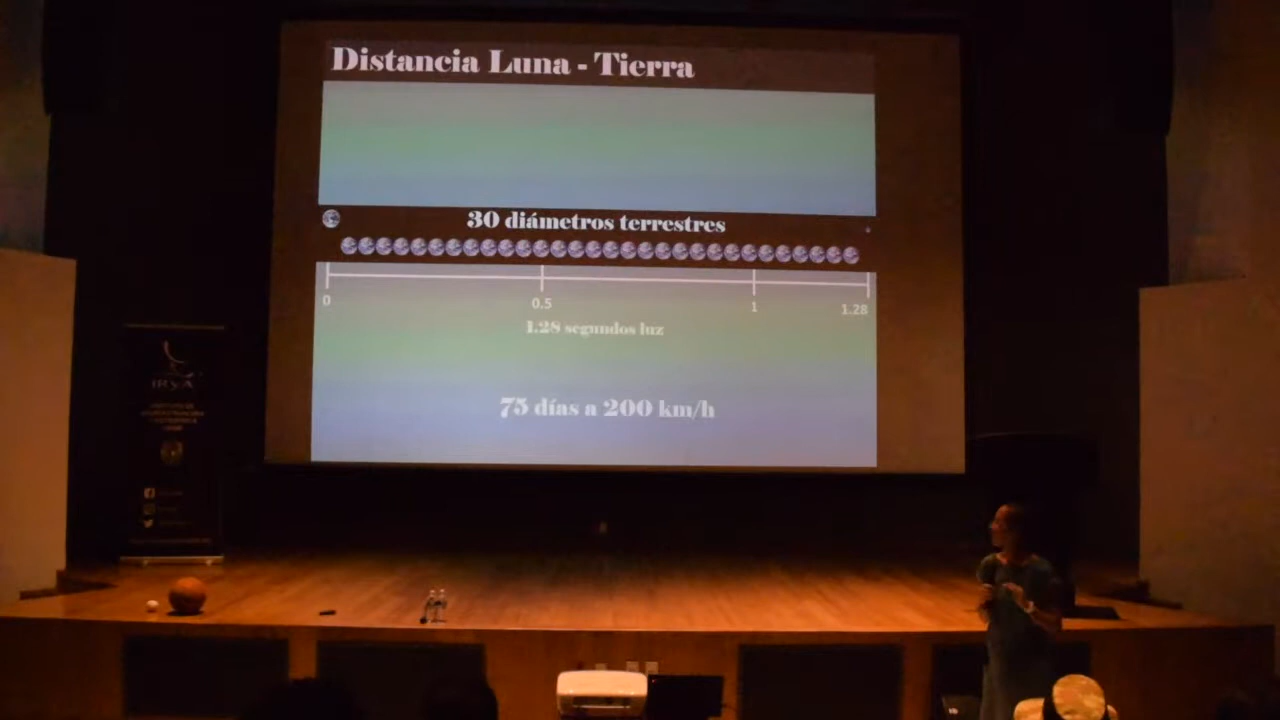 Distancia Luna - Tierra
30 diámetros terrestres
0 0.5 1 1.28
1.28 segundos luz
75 días a 200 km/h
IRyA